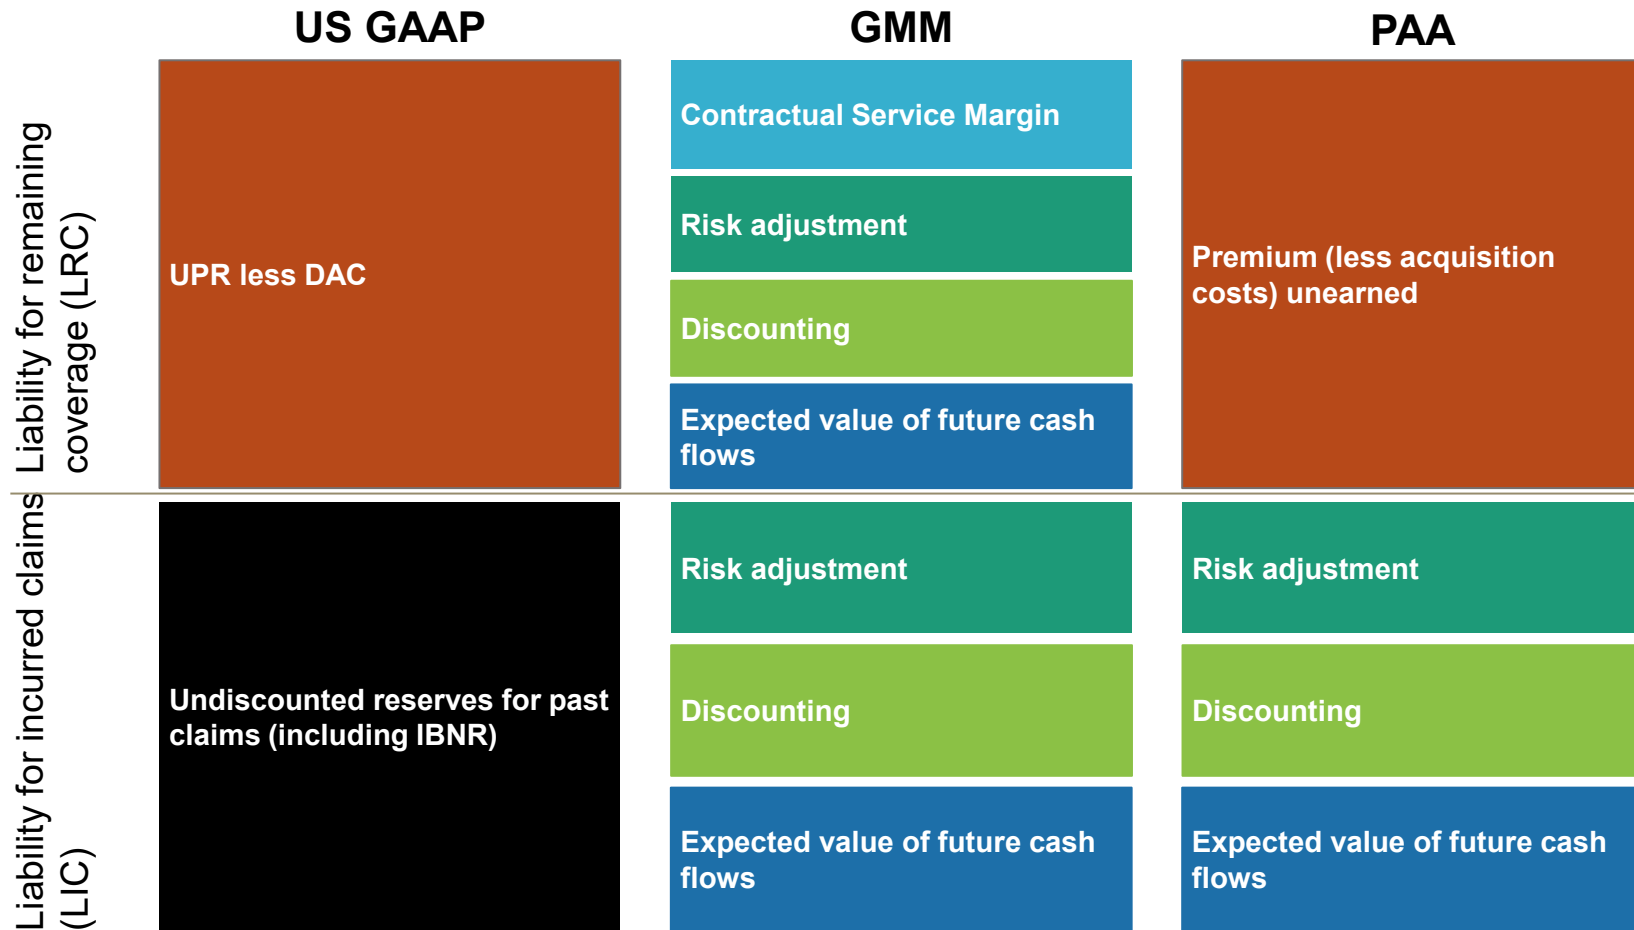 US GAAP
GMM
PAA
Liability for remaining
coverage (LRC)
UPR less DAC
Contractual Service Margin
Risk adjustment
Discounting
Expected value of future cash
flows
Premium (less acquisition
costs) unearned
Liability for incurred claims
(LIC)
Undiscounted reserves for past
claims (including IBNR)
Risk adjustment
Discounting
Expected value of future cash
flows
Risk adjustment
Discounting
Expected value of future cash
flows